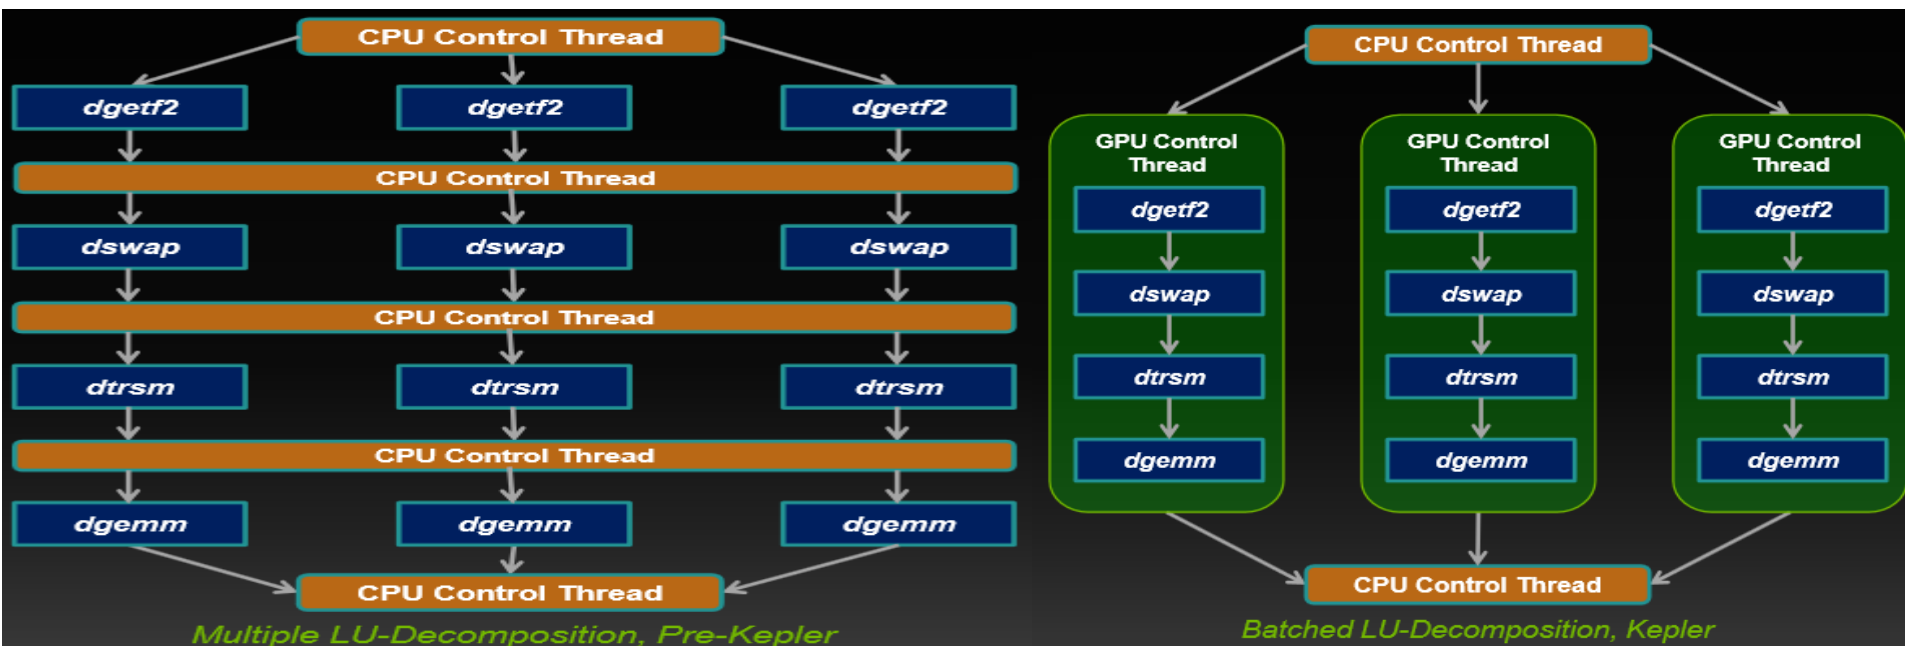 CPU Control Thread
dgetf2
dgetf2
dgetf2
CPU Control Thread
dswap
dswap
dswap
CPU Control Thread
dtrsm
dtrsm
dtrsm
CPU Control Thread
dgemm
dgemm
dgemm
CPU Control Thread
Multiple LU-Decomposition, Pre-Kepler
CPU Control Thread
GPU Control
Thread
dgetf2
dswap
dtrsm
dgemm
GPU Control
Thread
dgetf2
dswap
dtrsm
dgemm
GPU Control
Thread
dgetf2
dswap
dtrsm
dgemm
CPU Control Thread
Batched LU-Decomposition, Kepler